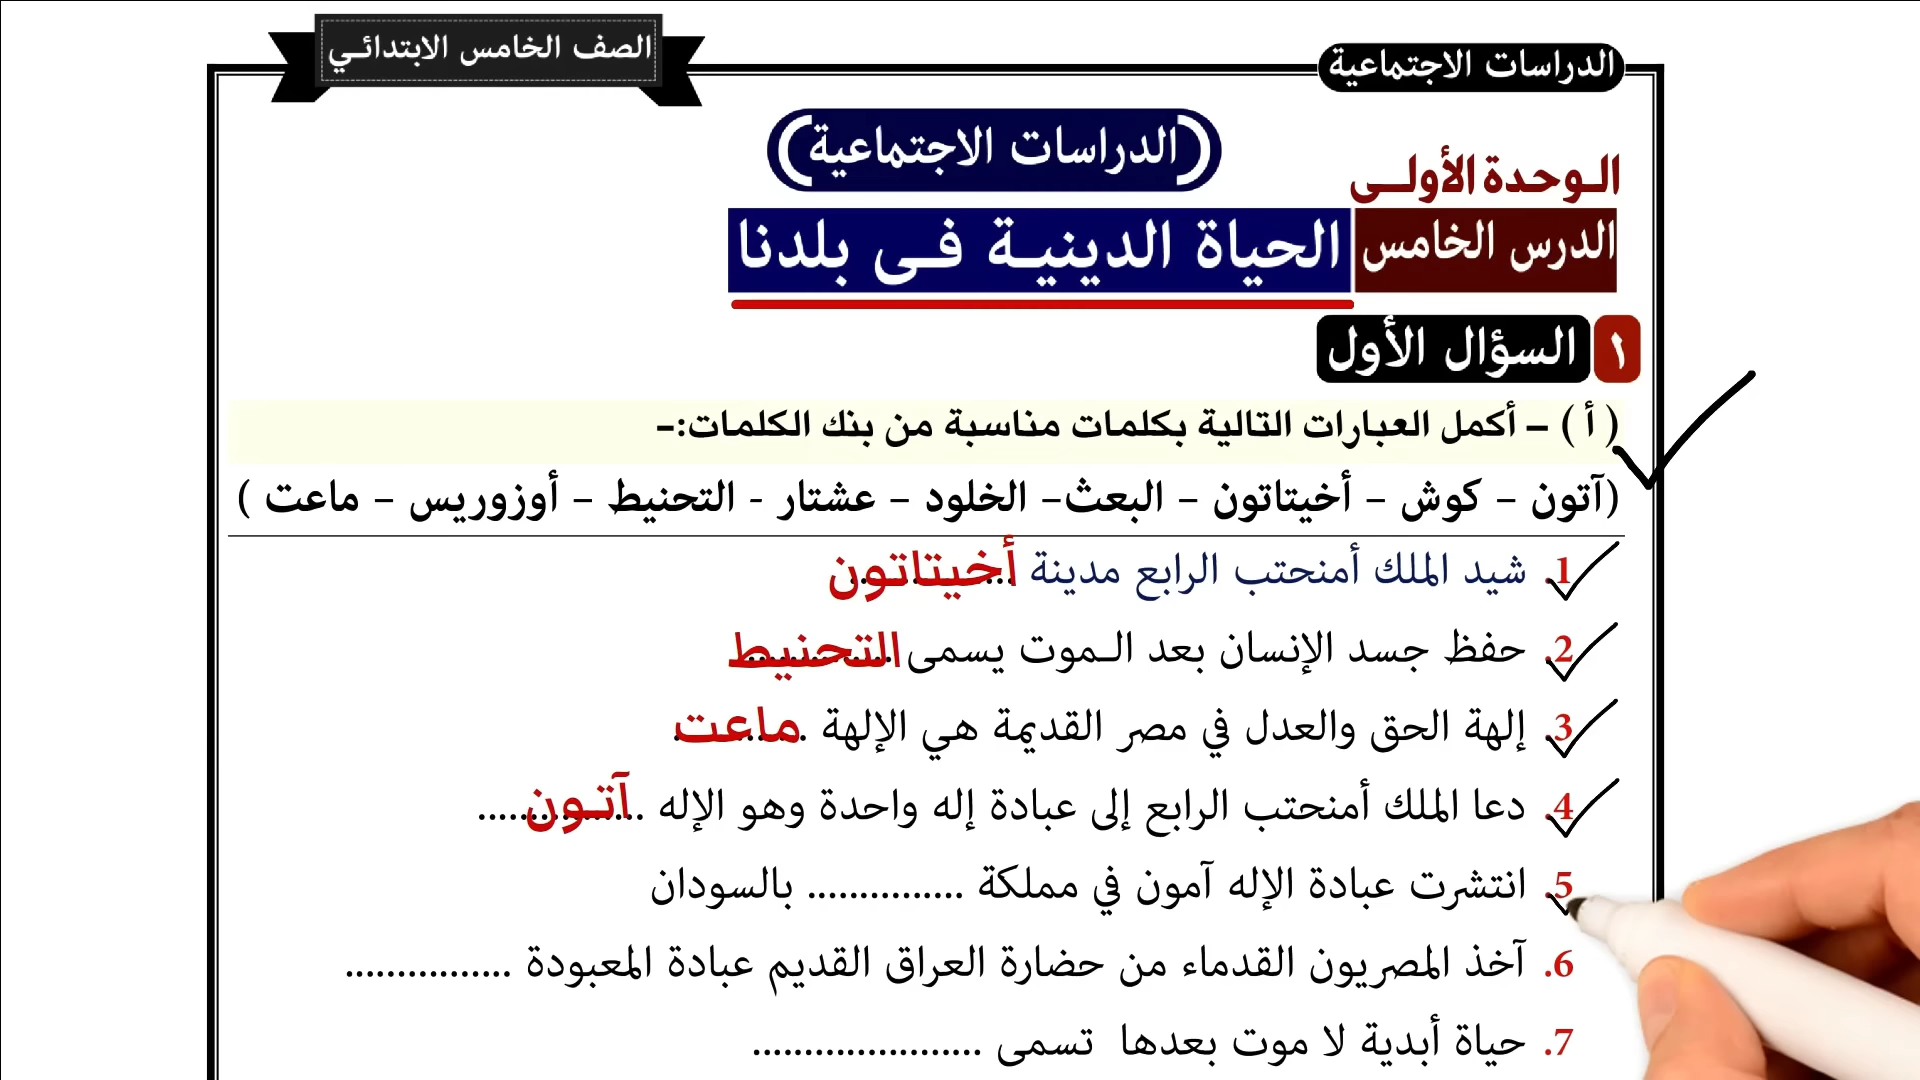 الصف الخامس الابتدائي
الدراسات الاجتماعية
(الدراسات الاجتماعية)
الوحدة الأولى
الدرس الخامس الحياة الدينية فى بلدنا
١ السؤال الأول
( أ ) – أكمل العبارات التالية بكلمات مناسبة من بنك الكلمات:-
(آتون – كوش – أخيتاتون – البعث– الخلود – عشتار - التحنيط – أوزوريس – ماعت )
1. شيد الملك أمنحتب الرابع مدينة أخيتاتون
2. حفظ جسد الإنسان بعد الموت يسمى التحنيط
3. إلهة الحق والعدل في مصر القديمة هي الإلهة ماعت
4. دعا الملك أمنحتب الرابع إلى عبادة إله واحدة وهو الإله آتون ................
5. انتشرت عبادة الإله آمون في مملكة ............... بالسودان
6. آخذ المصريون القدماء من حضارة العراق القديم عبادة المعبودة ................
7. حياة أبدية لا موت بعدها تسمى ......................